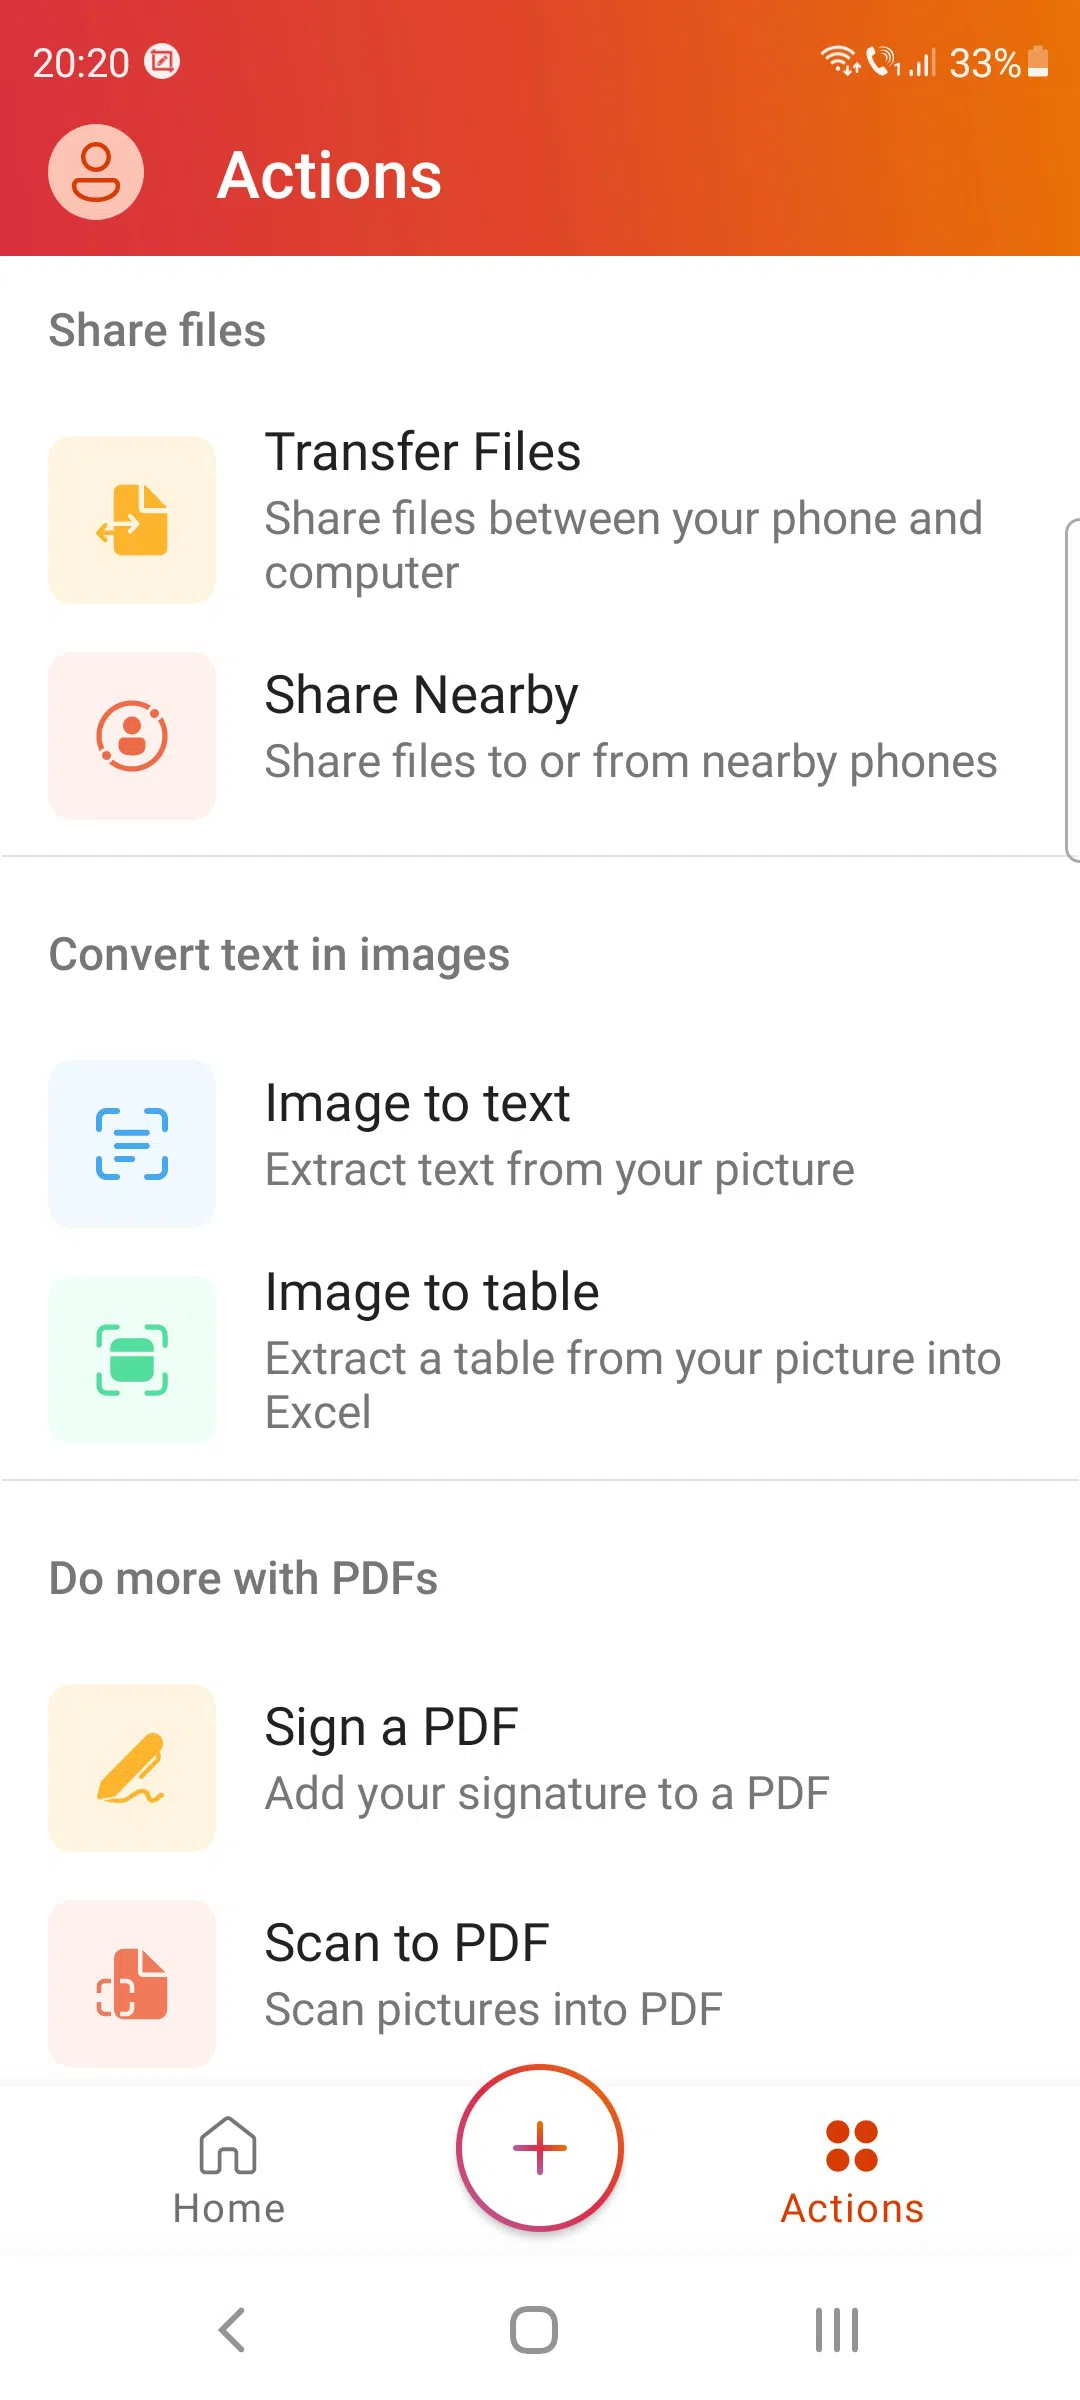 20:20
33%
Actions
Share files
Transfer Files
Share files between your phone and
computer
Share Nearby
Share files to or from nearby phones
Convert text in images
Image to text
Extract text from your picture
Image to table
Extract a table from your picture into
Excel
Do more with PDFs
Sign a PDF
Add your signature to a PDF
Scan to PDF
Scan pictures into PDF
Home
Actions